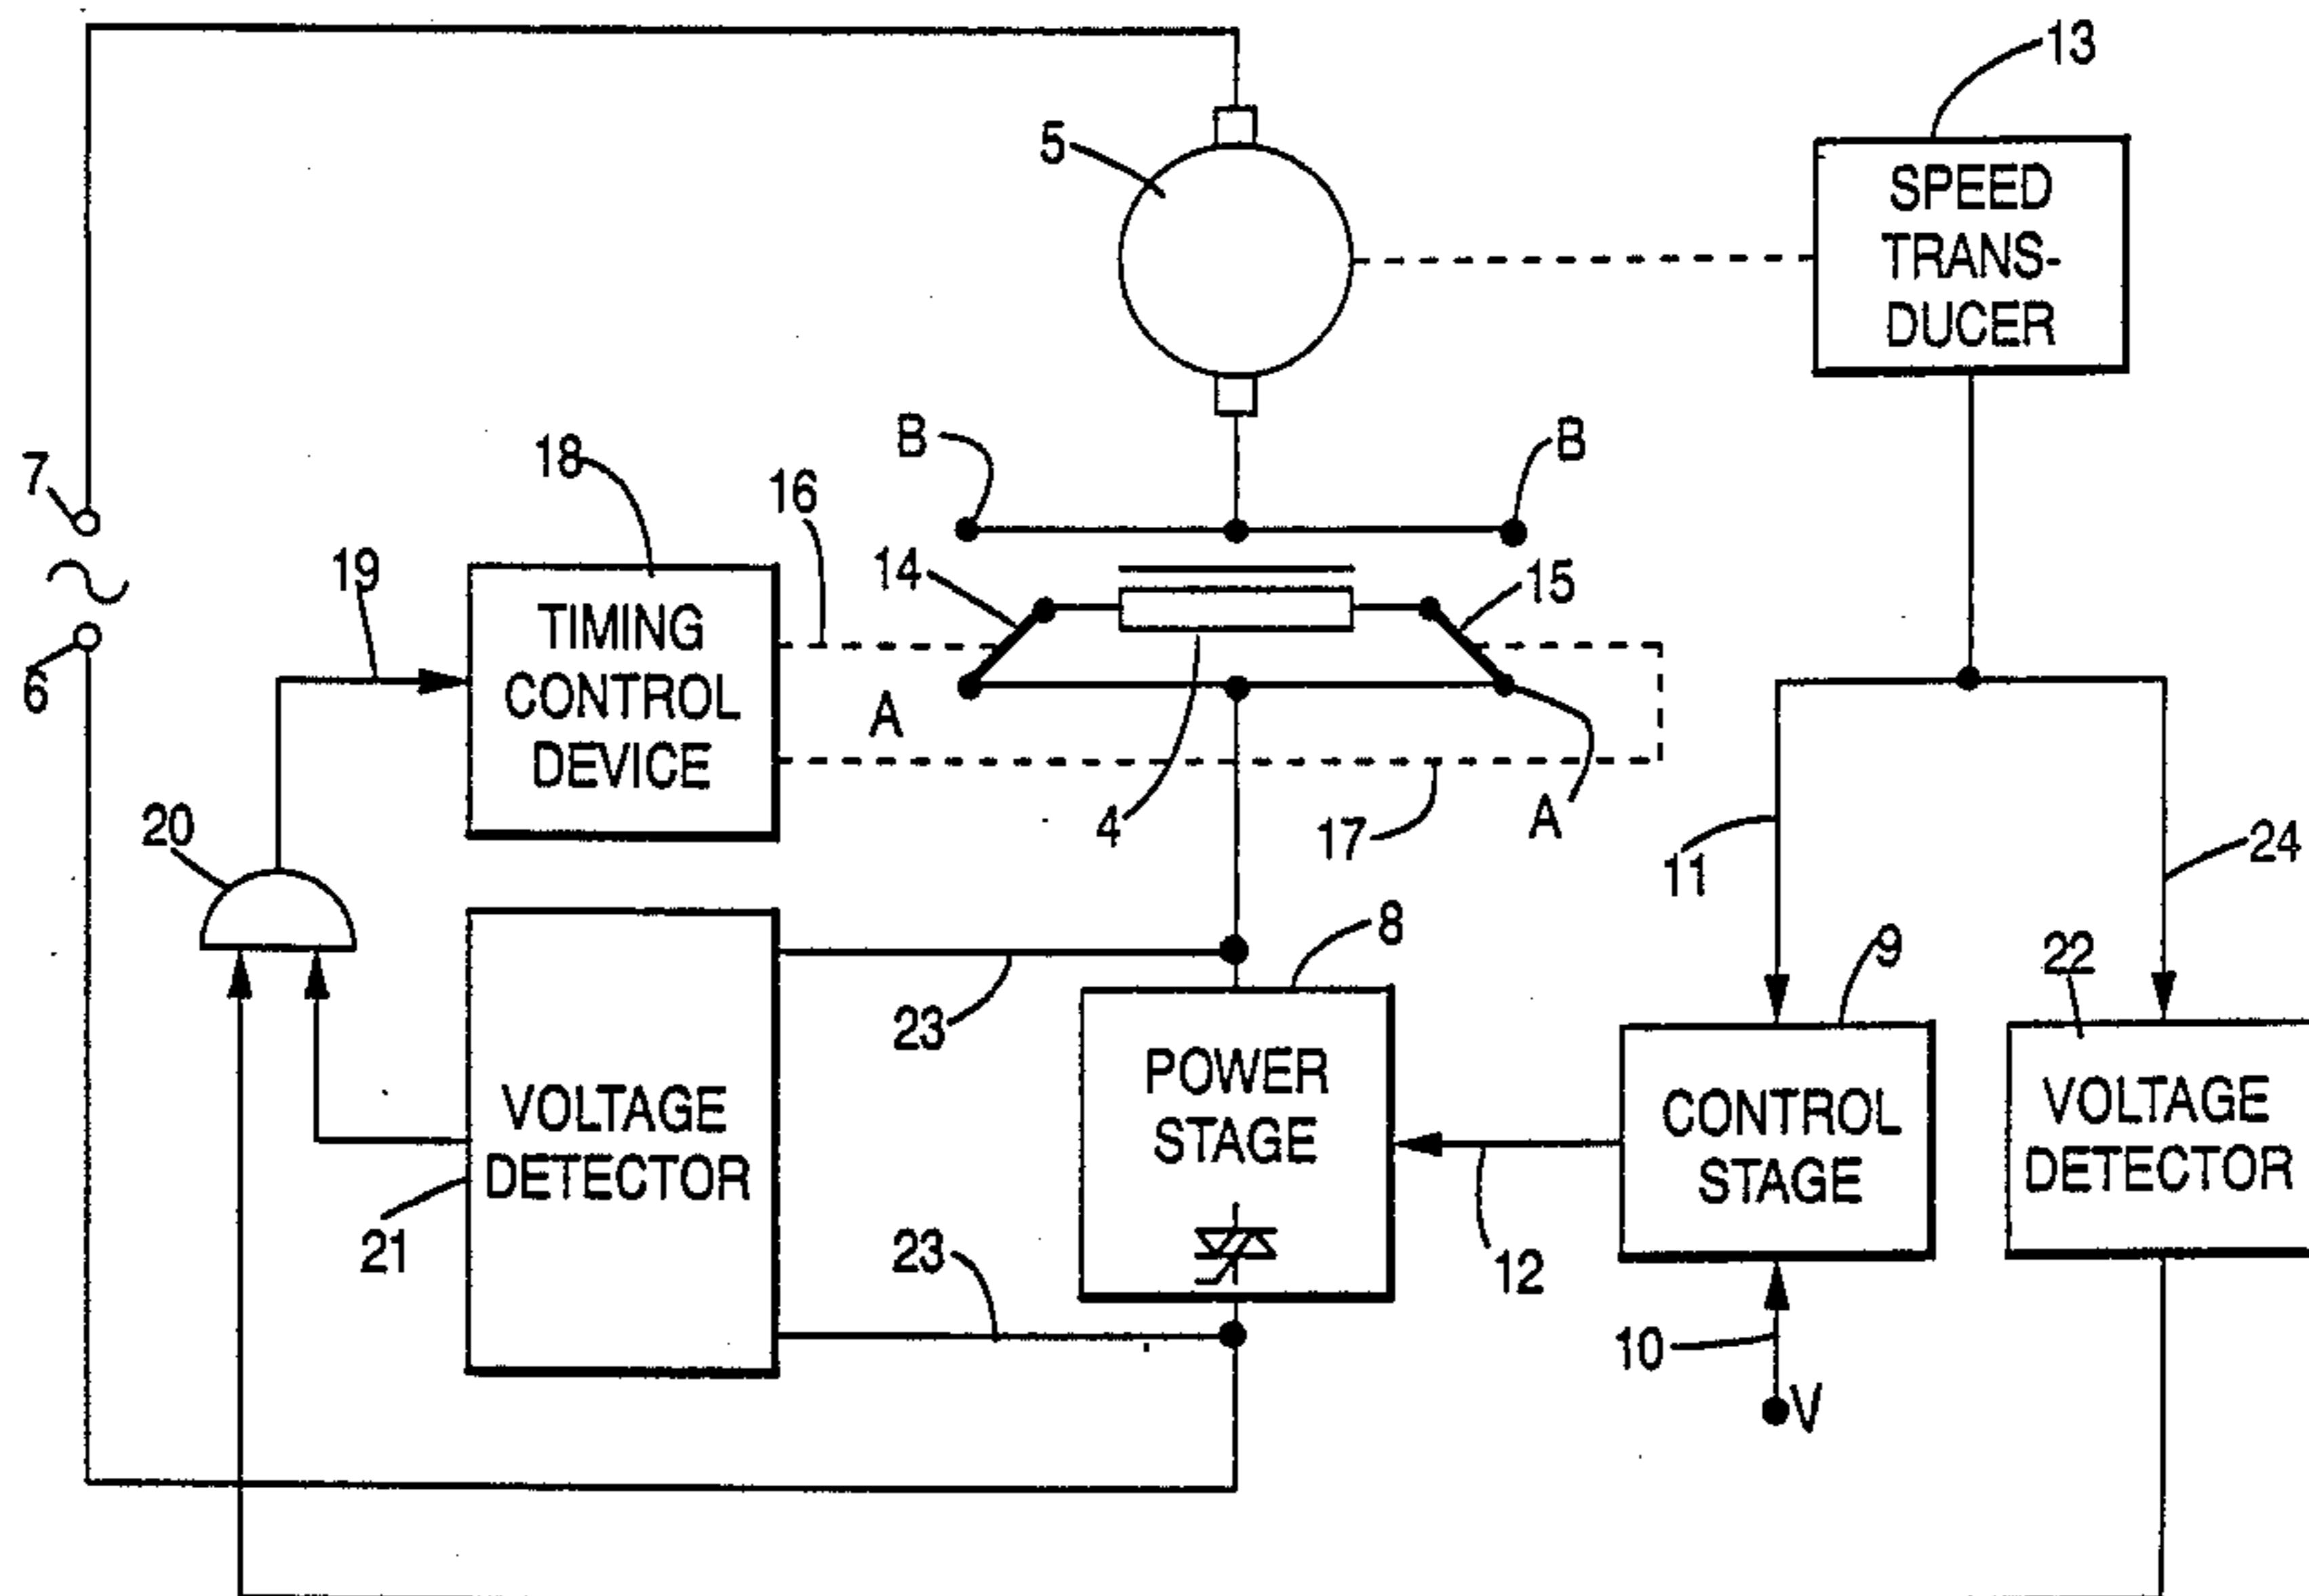 13
5
SPEED
TRANS-
DUCER
B
B
7
18
16
14
15
19
TIMING
CONTROL
DEVICE
6
A
20
4
17
A
11
24
8
9
22
23
POWER
STAGE
VOLTAGE
DETECTOR
CONTROL
STAGE
VOLTAGE
DETECTOR
21
23
12
10
V